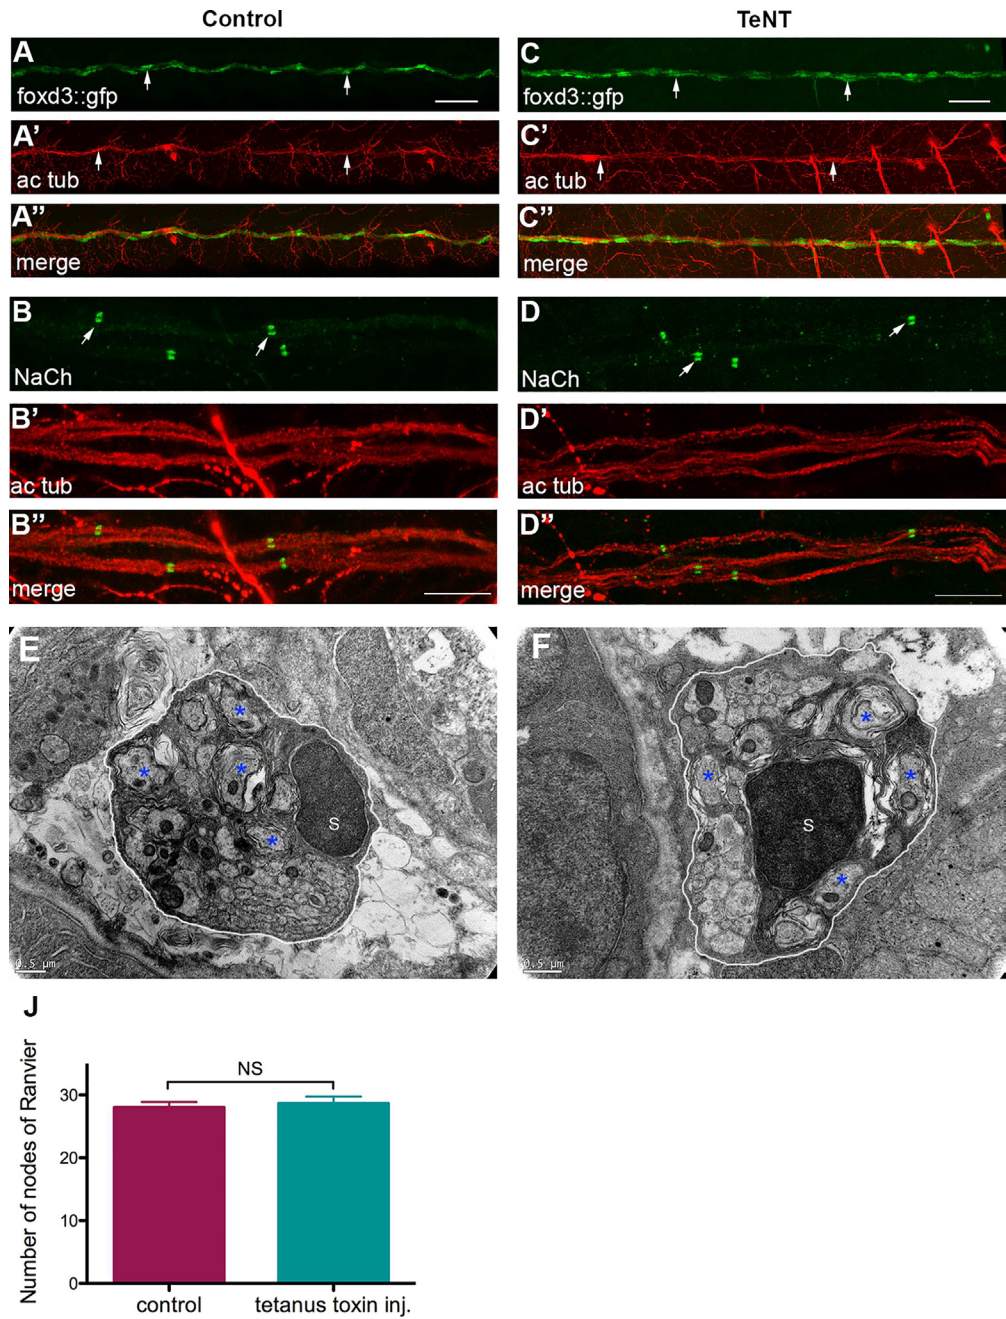 Control
TeNT
A
foxd3::gfp
C
foxd3::gfp
A’
ac tub
C’
ac tub
A’’
merge
C’’
merge
B
NaCh
D
NaCh
B’
ac tub
D’
ac tub
B’’
merge
D’’
merge
E
*
*
*
*
S
0.5 µm
F
*
*
*
*
S
0.5 µm
J
Number of nodes of Ranvier
30
20
10
0
NS
control
tetanus toxin inj.